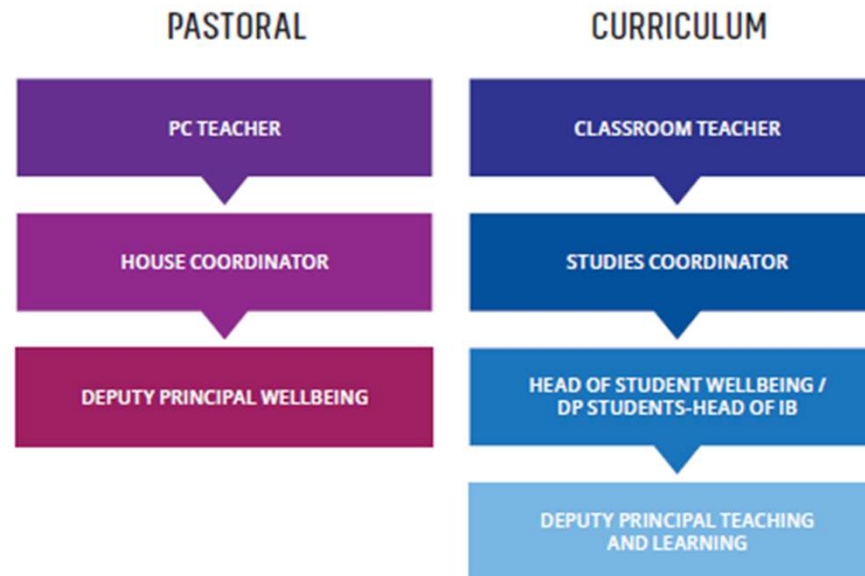 PASTORAL
PC TEACHER
HOUSE COORDINATOR
DEPUTY PRINCIPAL WELLBEING
CURRICULUM
CLASSROOM TEACHER
STUDIES COORDINATOR
HEAD OF STUDENT WELLBEING /
DP STUDENTS-HEAD OF IB
DEPUTY PRINCIPAL TEACHING
AND LEARNING